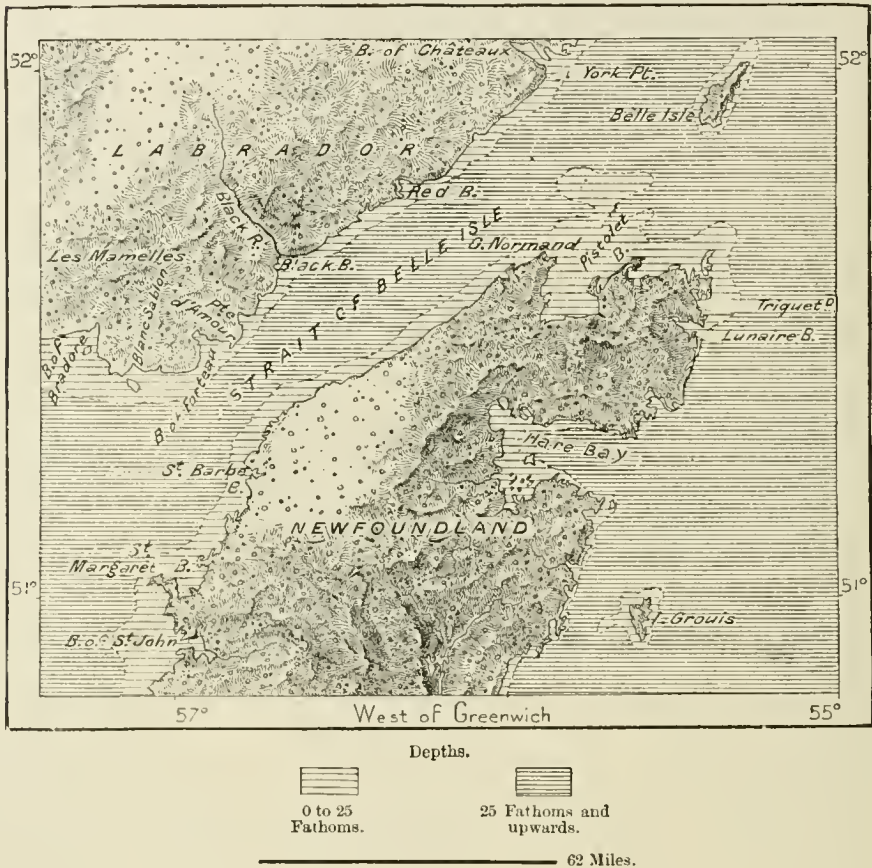 B. of Châteaux
52°
52°
York Pt.
Belle Isle
LABRADOR
Red B.
Black R.
STRAIT OF BELLE ISLE
G. Normand
Pistolet
B.
Les Mamelles
Black B.
Blanc Sablon
Pte
d'Amour
Triquet
Lunaire B.
B. of
Bradore
B. of Forteau
Hare Bay
St. Barbe
B.
NEWFOUNDLAND
St.
Margaret B.
51°
51°
I. Grouis
B. of St John
57°
West of Greenwich
55°
Depths.
0 to 25
Fathoms.
25 Fathoms and
upwards.
62 Miles.